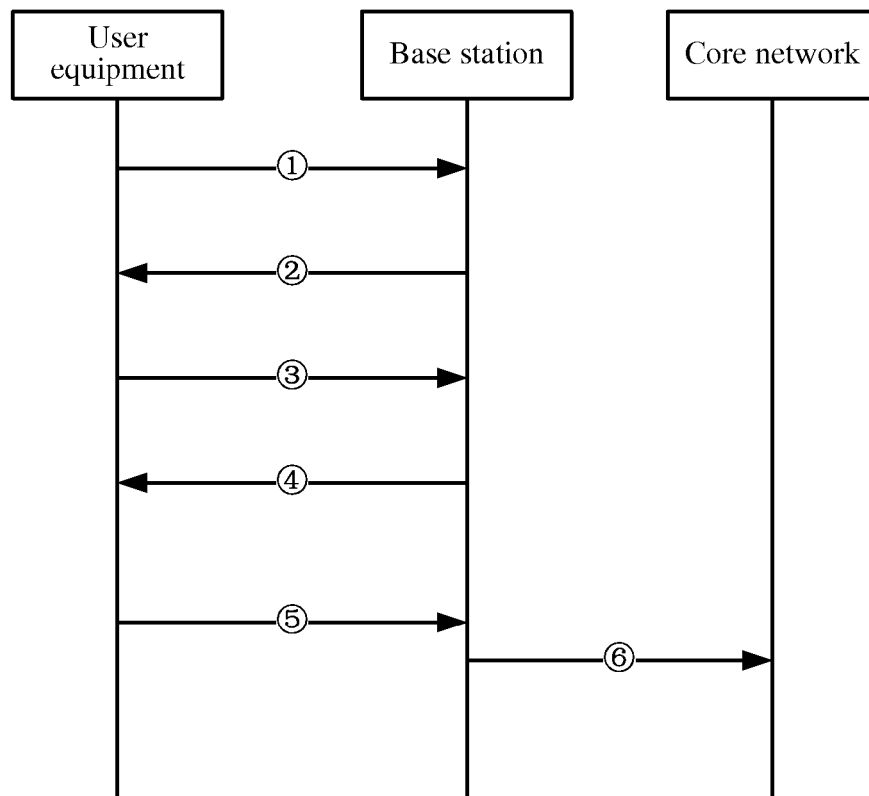 User
equipment
Base station
Core network
①
②
③
④
⑤
⑥